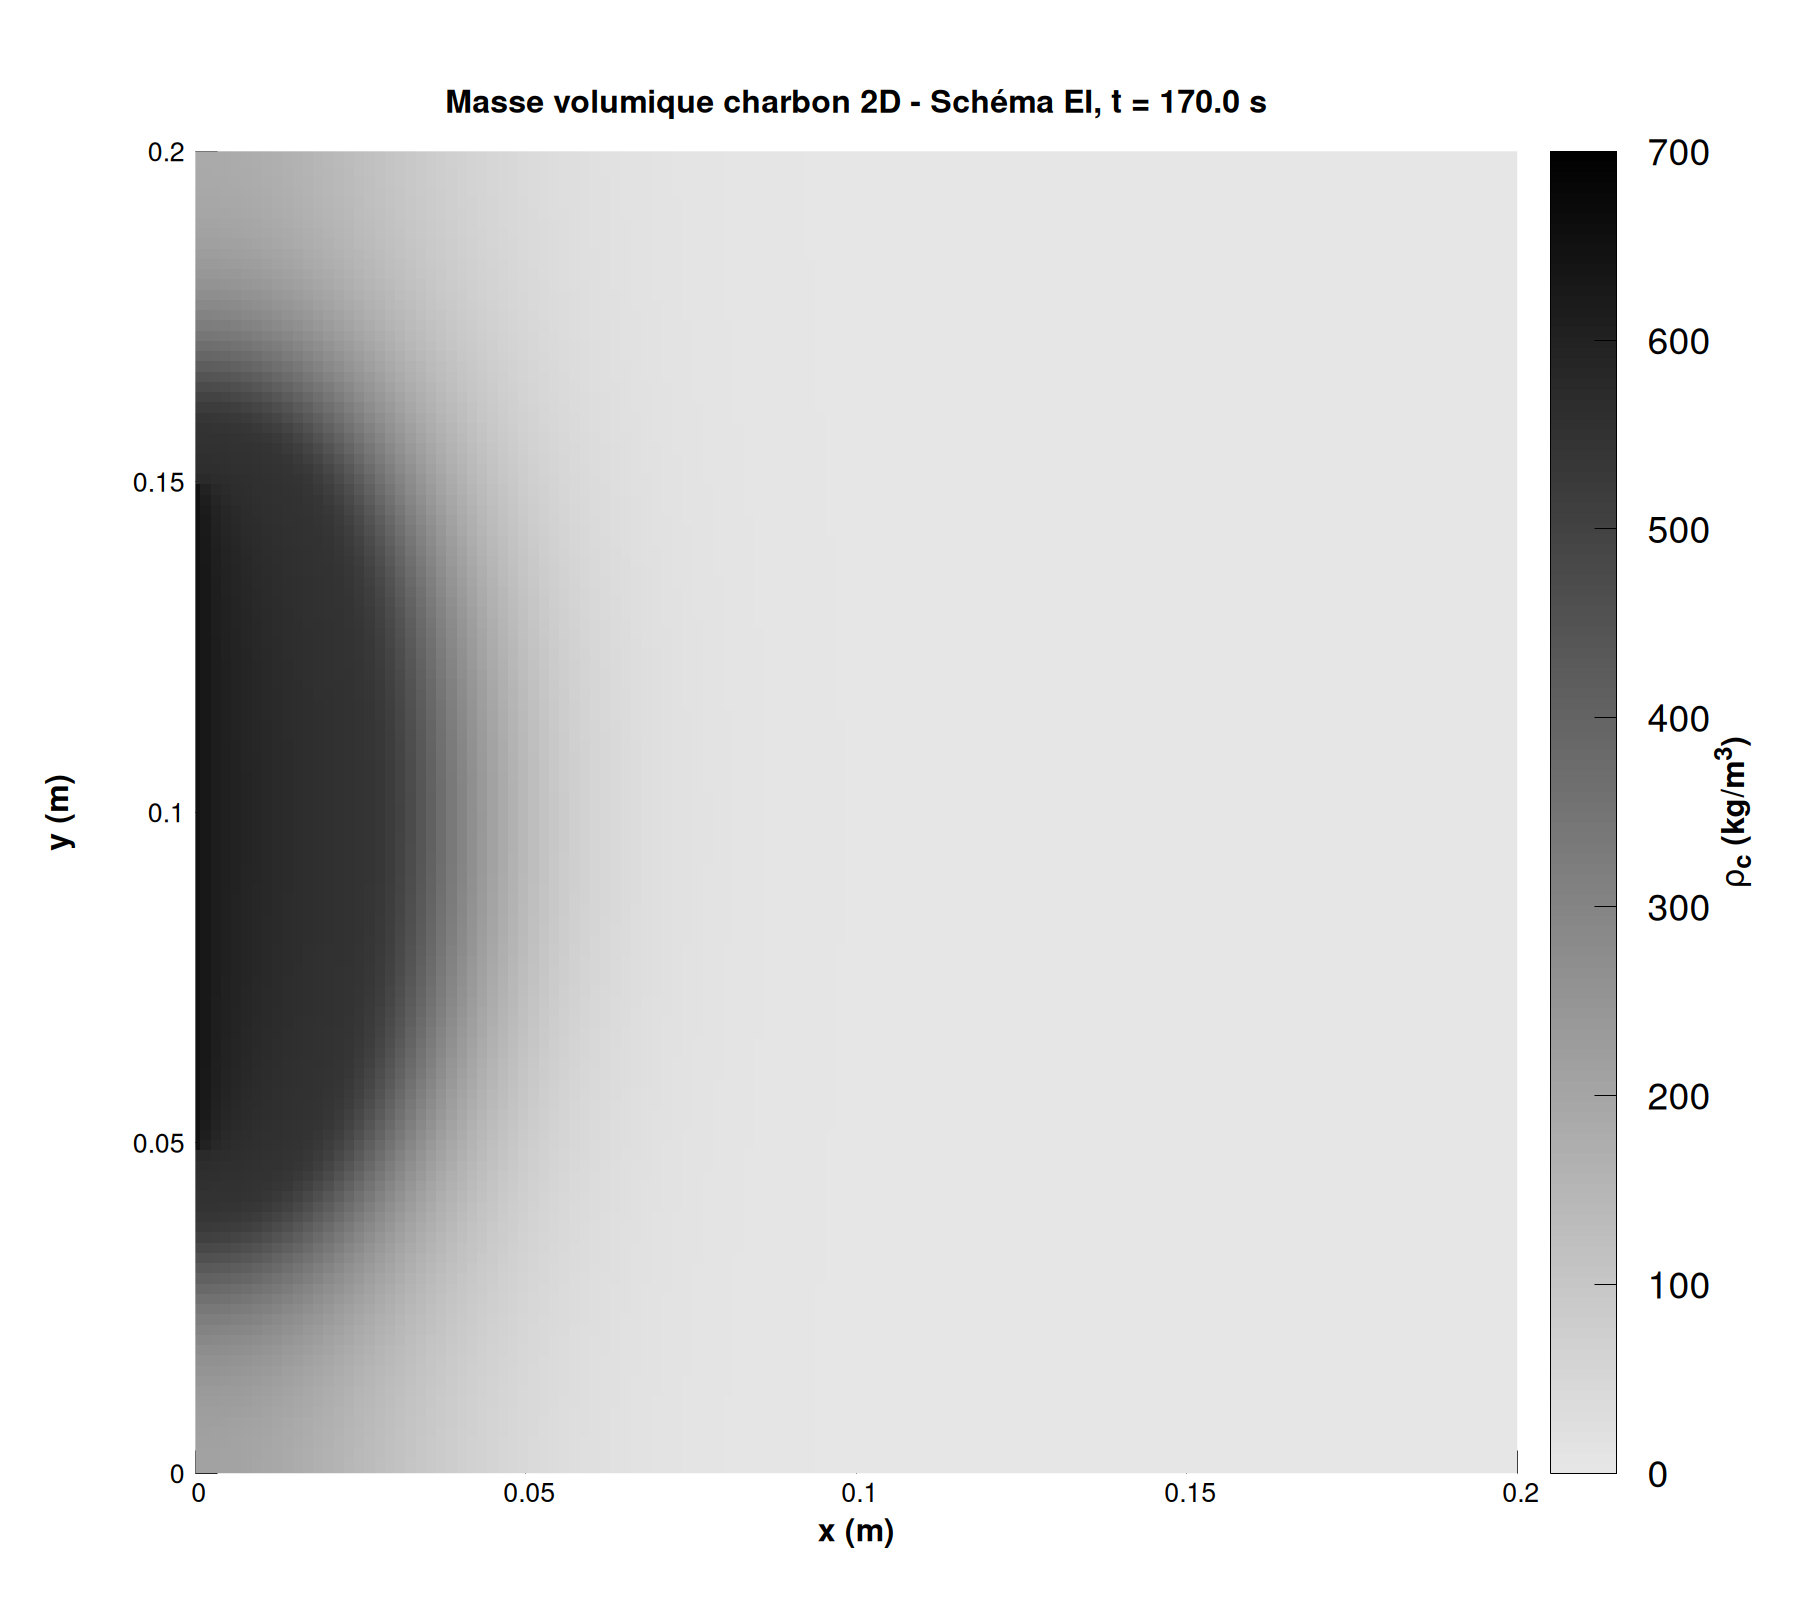 Masse volumique charbon 2D - Schéma EI, t = 170.0 s
0.2
0.15
0.1
0.05
0
y (m)
0 0.05 0.1 0.15 0.2
x (m)
700
600
500
400
300
200
100
0
ρc (kg/m³)